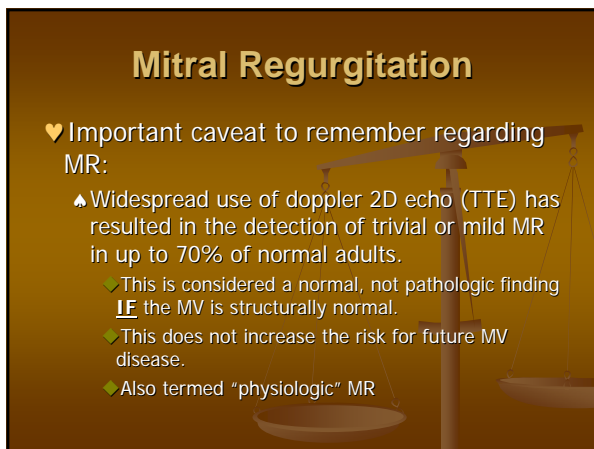 Mitral Regurgitation
♥Important caveat to remember regarding
MR:
♠Widespread use of doppler 2D echo (TTE) has
resulted in the detection of trivial or mild MR
in up to 70% of normal adults.
◆This is considered a normal, not pathologic finding
IF the MV is structurally normal.
◆This does not increase the risk for future MV
disease.
◆Also termed “physiologic” MR